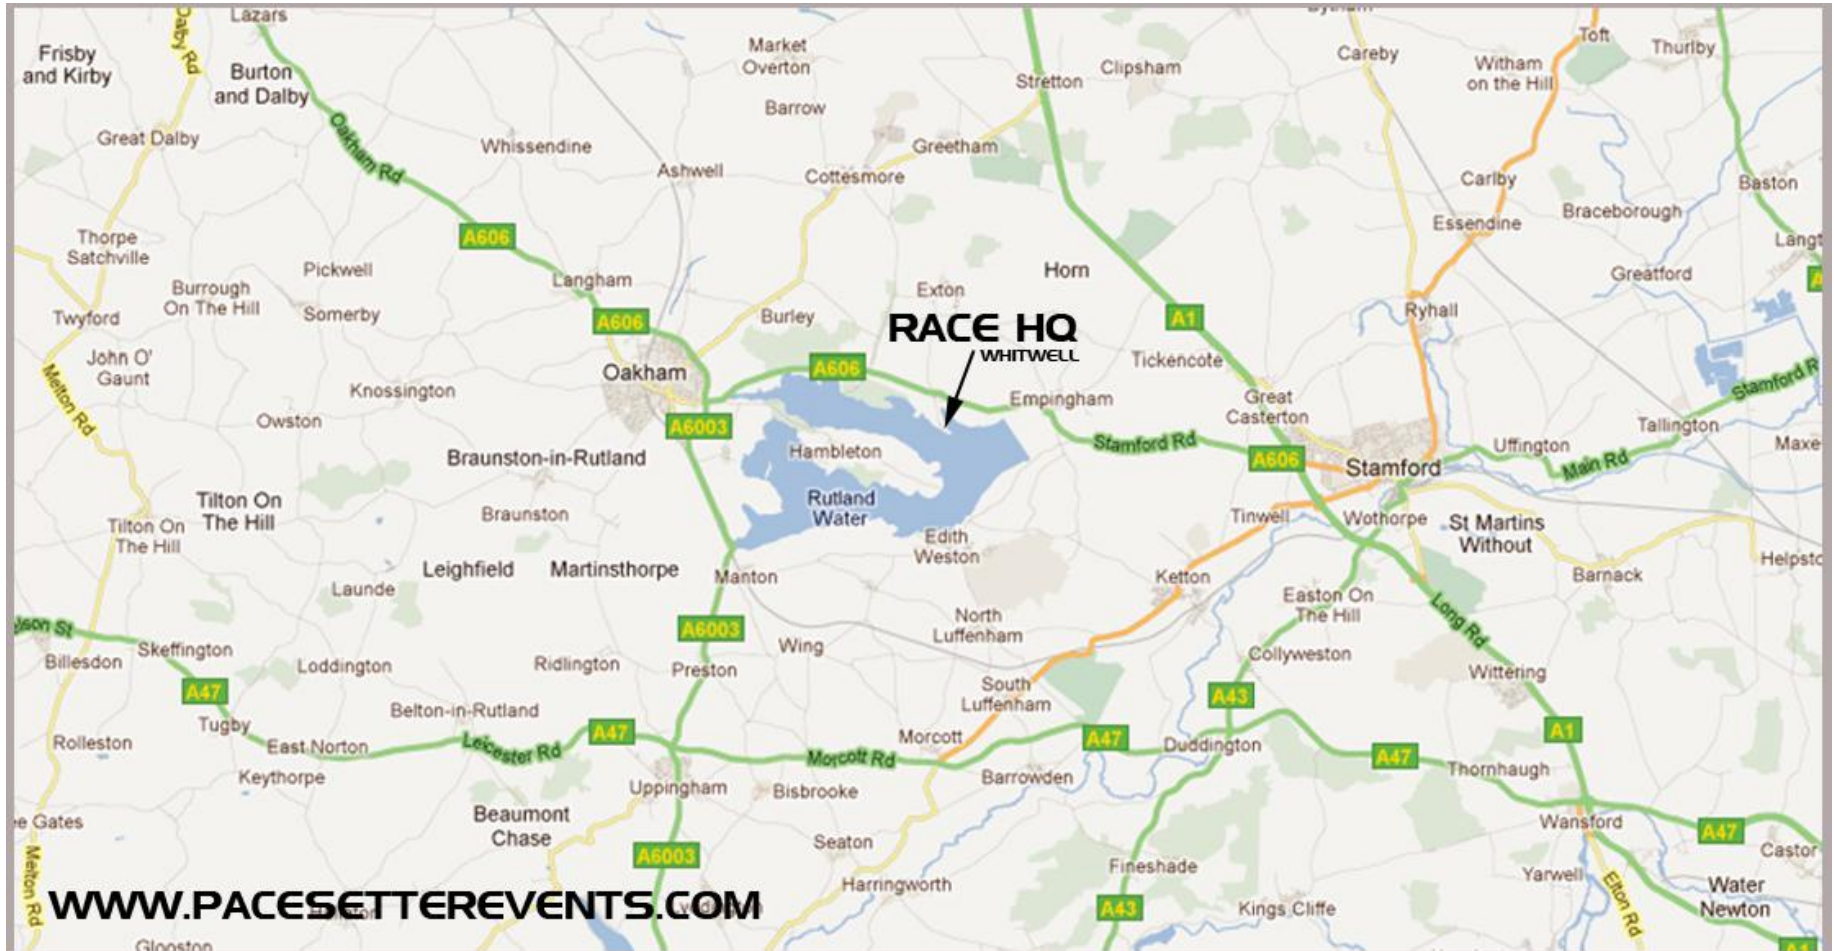 Lazars
Dalby Rd
Frisby
and Kirby
Burton
and Dalby
Great Dalby
Oakham Rd
Market
Overton
Barrow
Whissendine
Ashwell
Cottesmore
Greetham
Stretton
Clipsham
Careby
Witham
on the Hill
Toft
Thurlby
Carlby
Essendine
Braceborough
Baston
Greatford
Thorpe
Satchville
Pickwell
Burrough
On The Hill
Somerby
Twyford
John O'
Gaunt
Melton Rd
A606
Langham
A606
Burley
Exton
Horn
RACE HQ
WHITWELL
A1
Tickencote
Ryhall
Knossington
Oakham
A606
Empingham
Great
Casterton
Stamford R
Tallington
Owston
A6003
Hambleton
Stamford Rd
A606
Stamford
Uffington
Main Rd
Maxe
Braunston-in-Rutland
Tilton On
The Hill
Tilton On
The Hill
Braunston
Rutland
Water
Edith
Weston
Tinwell
Wothorpe
St Martins
Without
Barnack
Leighfield
Martinsthorpe
Launde
Manton
Ketton
Easton On
The Hill
Long Rd
A6003
North
Luffenham
Wing
Skeffington
Billesdon
Loddington
Ridlington
Preston
Collyweston
Wittering
A47
Tugby
Belton-in-Rutland
South
Luffenham
A43
A1
Rolleston
East Norton
Leicester Rd
A47
Morcott Rd
Morcott
A47
Duddington
A47
Thornhaugh
Keythorpe
Uppingham
Bisbrooke
Barrowden
Beaumont
Chase
Seaton
Wansford
A47
Castor
e Gates
Melton Rd
A6003
Harringworth
Fineshade
Yarwell
Elton Rd
Water
Newton
WWW.PACESETTEREVENTS.COM
A43
Kings Cliffe
Glooston